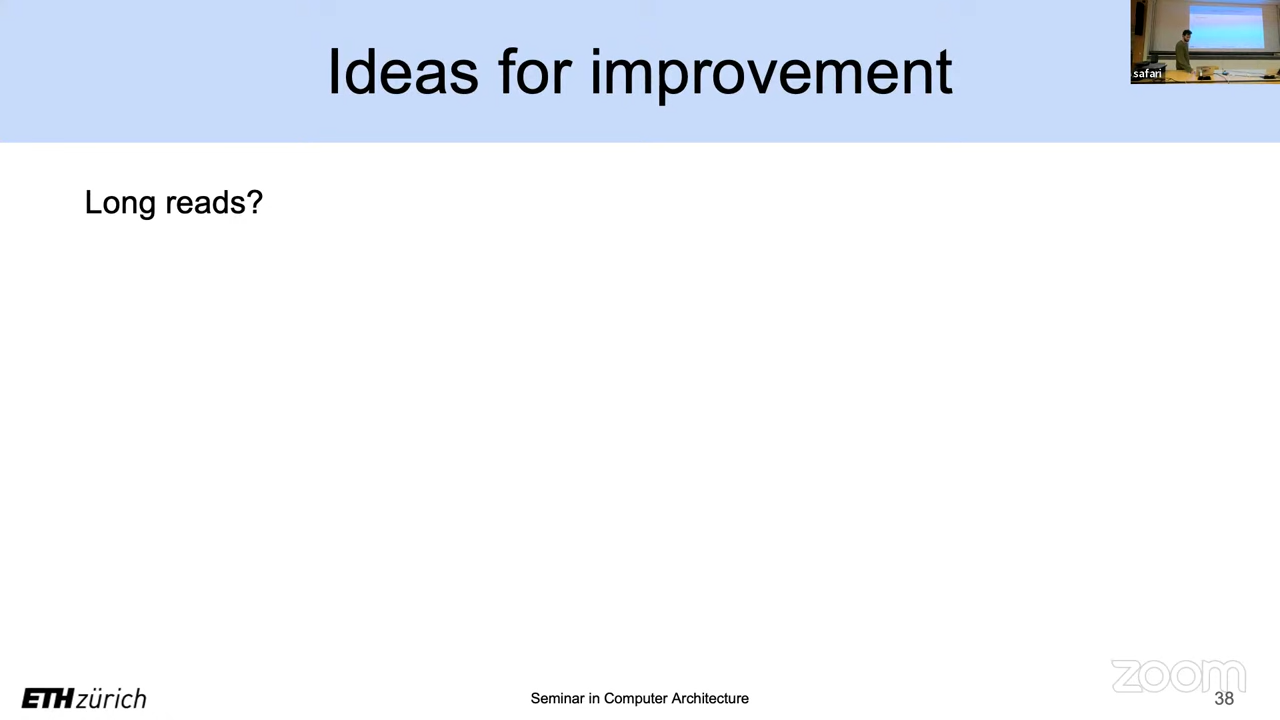 Ideas for improvement
safari
Long reads?
ETH zürich
Seminar in Computer Architecture
zoom
38